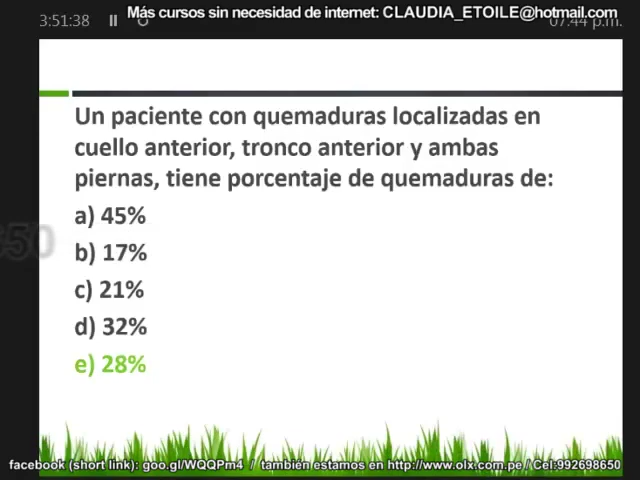 Más cursos sin necesidad de internet: CLAUDIA_ETOILE@hotmail.com
3:51:38
07:44 p.m.
Un paciente con quemaduras localizadas en
cuello anterior, tronco anterior y ambas
piernas, tiene porcentaje de quemaduras de:
a) 45%
b) 17%
c) 21%
d) 32%
e) 28%
facebook (short link): goo.gl/WQQPm4 / también estamos en http://www.olx.com.pe / Cel:992698650